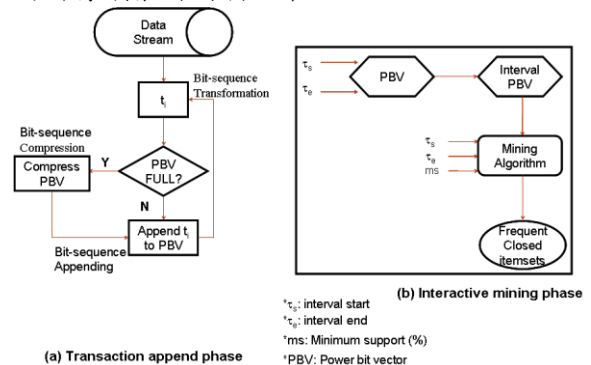 Data
Stream
Bit-sequence
Transformation
tᵢ
Bit-sequence
Compression
Y
Compress
PBV
PBV
FULL?
N
Append tᵢ
to PBV
Bit-sequence
Appending
(a) Transaction append phase
τₛ
τₑ
PBV
Interval
PBV
τₛ
τₑ
ms
Mining
Algorithm
Frequent
Closed
itemsets
(b) Interactive mining phase
*τₛ: interval start
*τₑ: interval end
*ms: Minimum support (%)
*PBV: Power bit vector